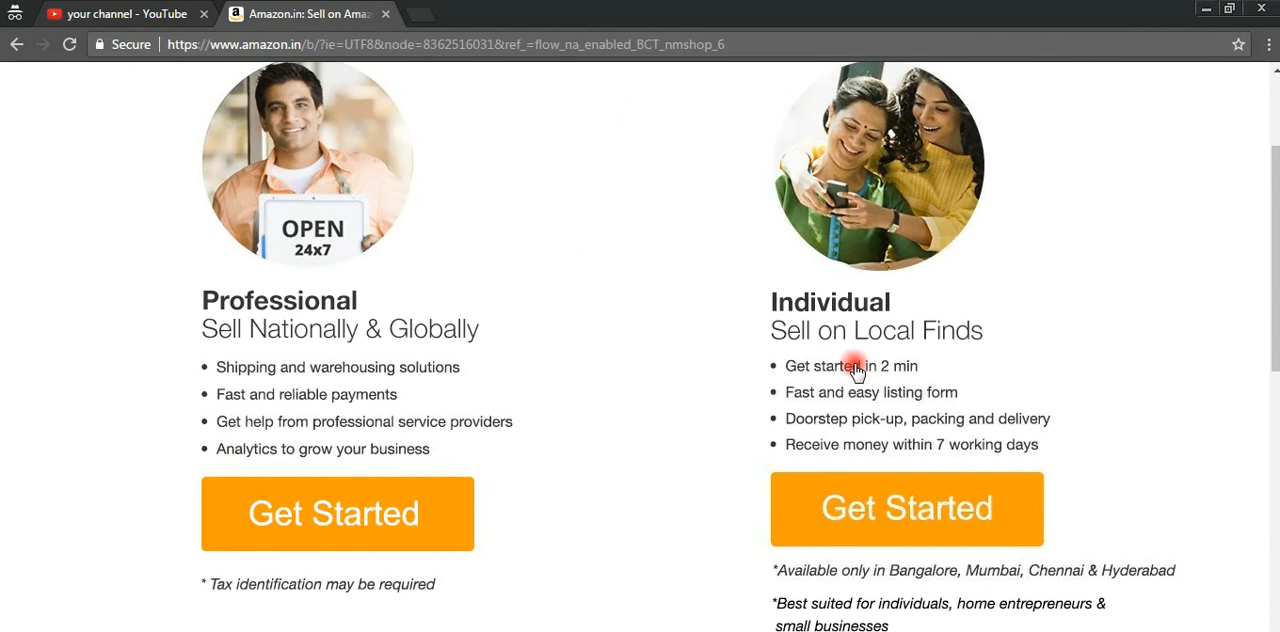 your channel - YouTube
Amazon.in: Sell on Amaz
Secure
https://www.amazon.in/b/?ie=UTF8&node=8362516031&ref_=flow_na_enabled_BCT_nmshop_6
OPEN
24x7
Professional
Sell Nationally & Globally
• Shipping and warehousing solutions
• Fast and reliable payments
• Get help from professional service providers
• Analytics to grow your business
Get Started
* Tax identification may be required
Individual
Sell on Local Finds
• Get started in 2 min
• Fast and easy listing form
• Doorstep pick-up, packing and delivery
• Receive money within 7 working days
Get Started
*Available only in Bangalore, Mumbai, Chennai & Hyderabad
*Best suited for individuals, home entrepreneurs &
small businesses